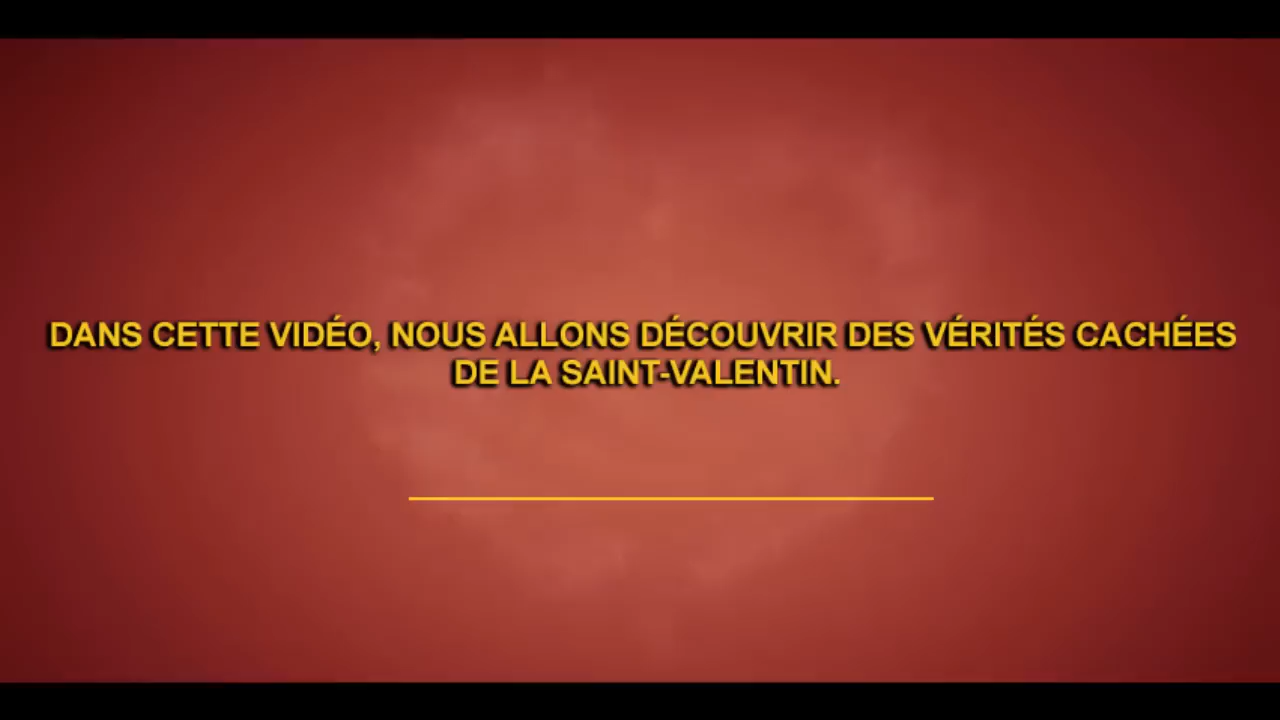 DANS CETTE VIDÉO, NOUS ALLONS DÉCOUVRIR DES VÉRITÉS CACHÉES
DE LA SAINT-VALENTIN.